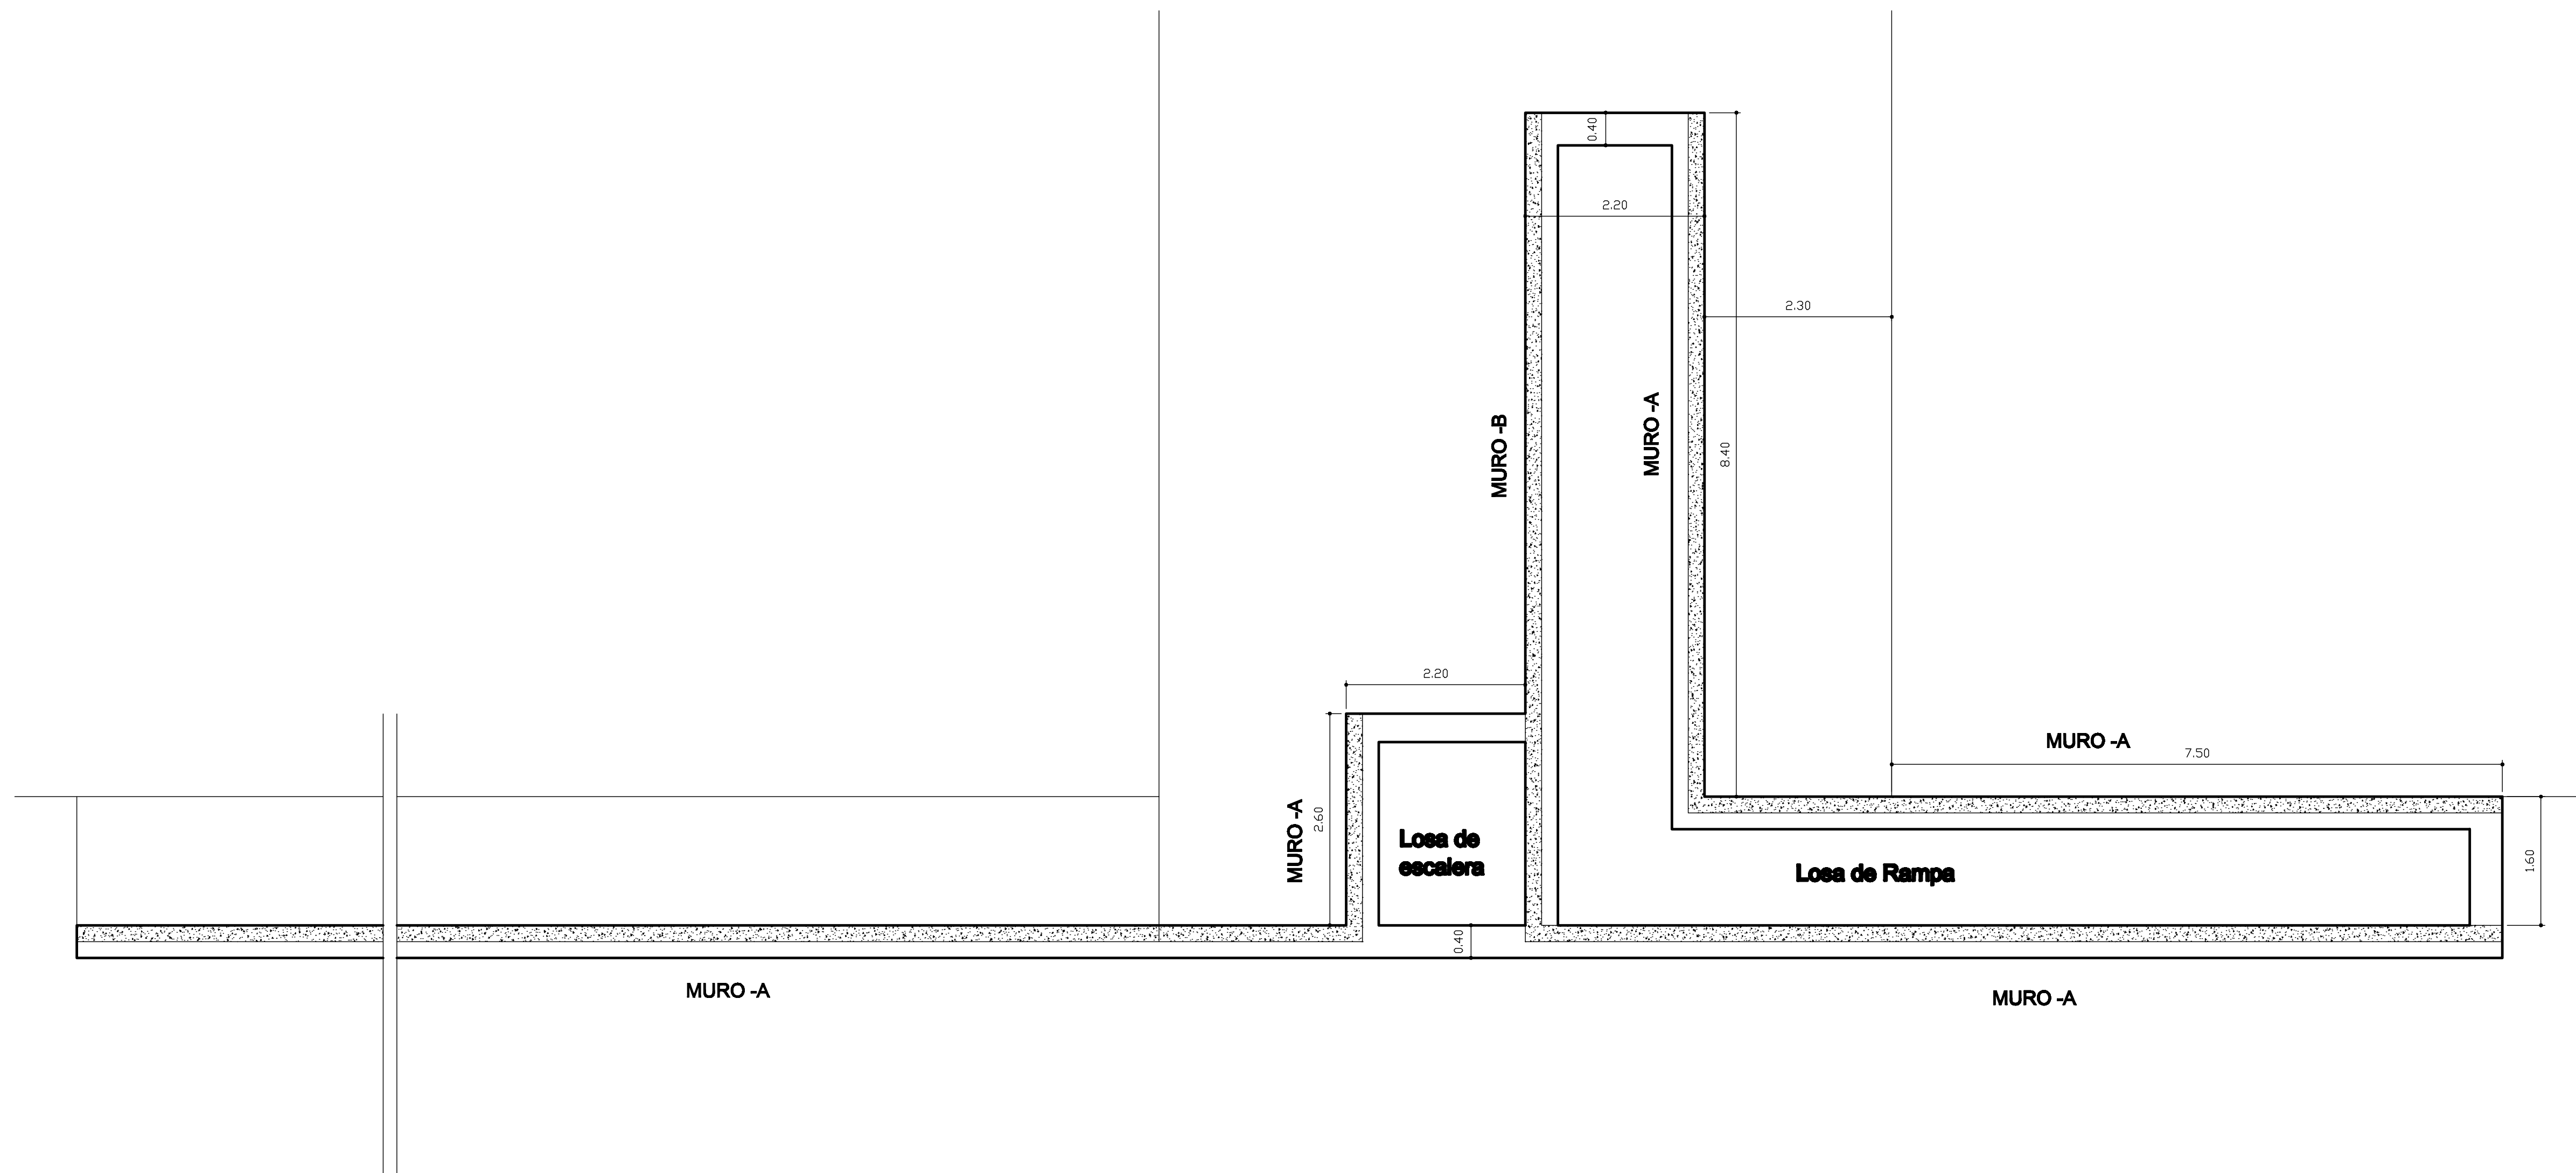 0.40
2.20
2.30
MURO -B
MURO -A
8.40
2.20
MURO -A
7.50
MURO -A
2.60
Losa de
escalera
Losa de Rampa
1.60
0.40
MURO -A
MURO -A